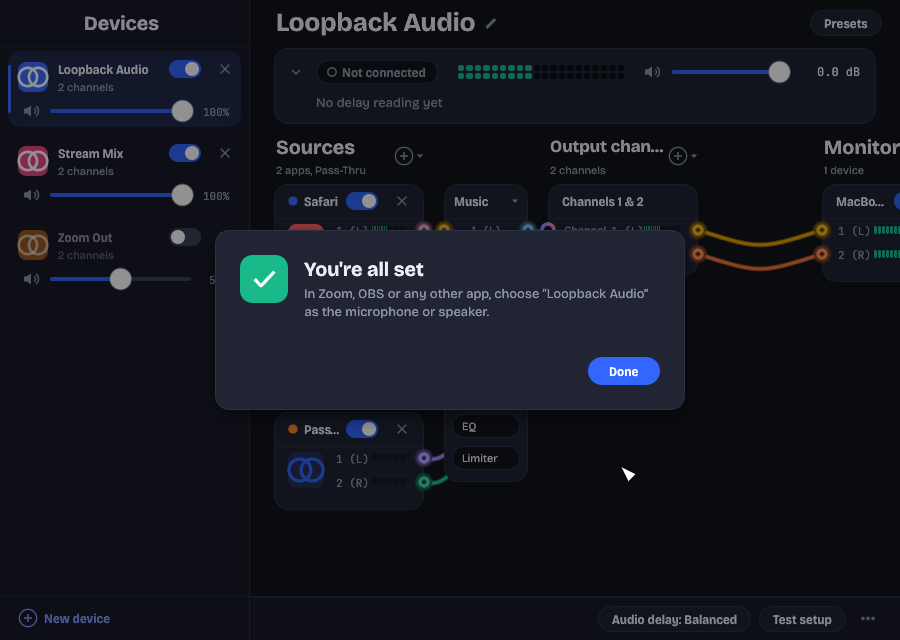 Devices
Loopback Audio
2 channels
100%
Stream Mix
2 channels
100%
Zoom Out
2 channels
New device
Loopback Audio
Presets
Not connected
0.0 dB
No delay reading yet
Sources
2 apps, Pass-Thru
Output chan...
2 channels
Monitor
1 device
Safari
Music
Channels 1 & 2
MacBo...
1 (L)
2 (R)
You're all set
In Zoom, OBS or any other app, choose "Loopback Audio"
as the microphone or speaker.
Done
Pass...
1 (L)
2 (R)
EQ
Limiter
Audio delay: Balanced
Test setup